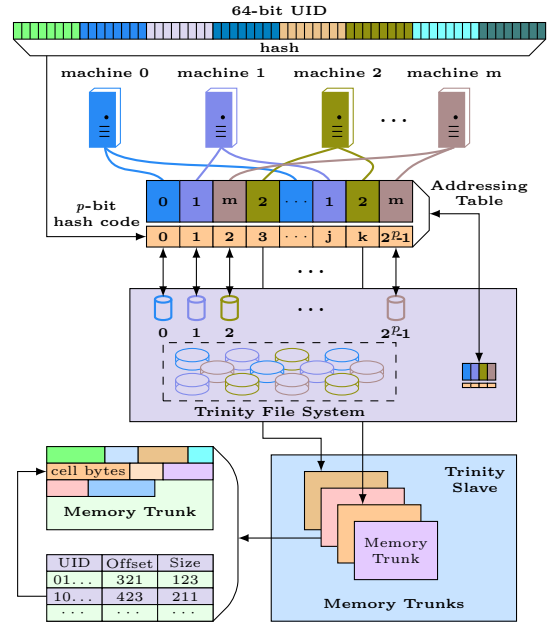 64-bit UID
hash
machine 0 machine 1 machine 2 machine m
...
p-bit
hash code
Addressing
Table
0 1 m 2 ... 1 2 m
0 1 2 3 ... j k 2^p-1
...
...
0 1 2 2^p-1
Trinity File System
Trinity
Slave
cell bytes
Memory Trunk
Memory
Trunk
Memory Trunks
UID Offset Size
01... 321 123
10... 423 211
... ... ...